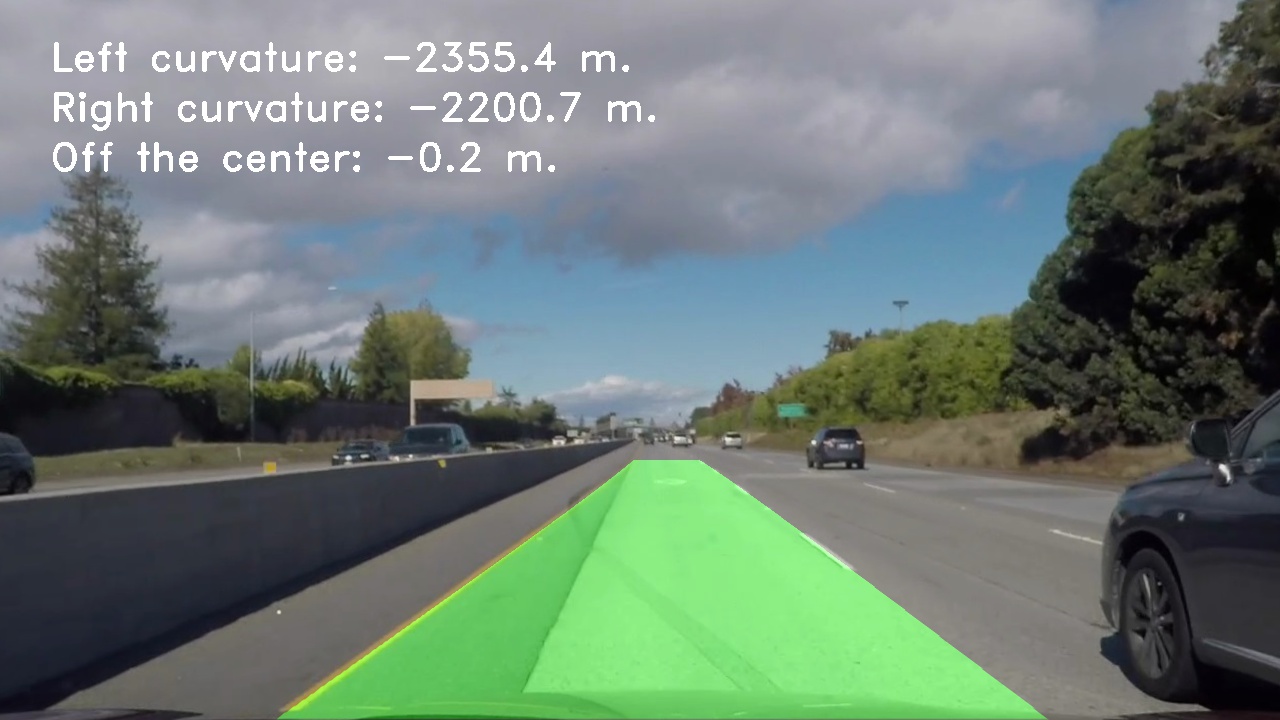 Left curvature: -2355.4 m.
Right curvature: -2200.7 m.
Off the center: -0.2 m.